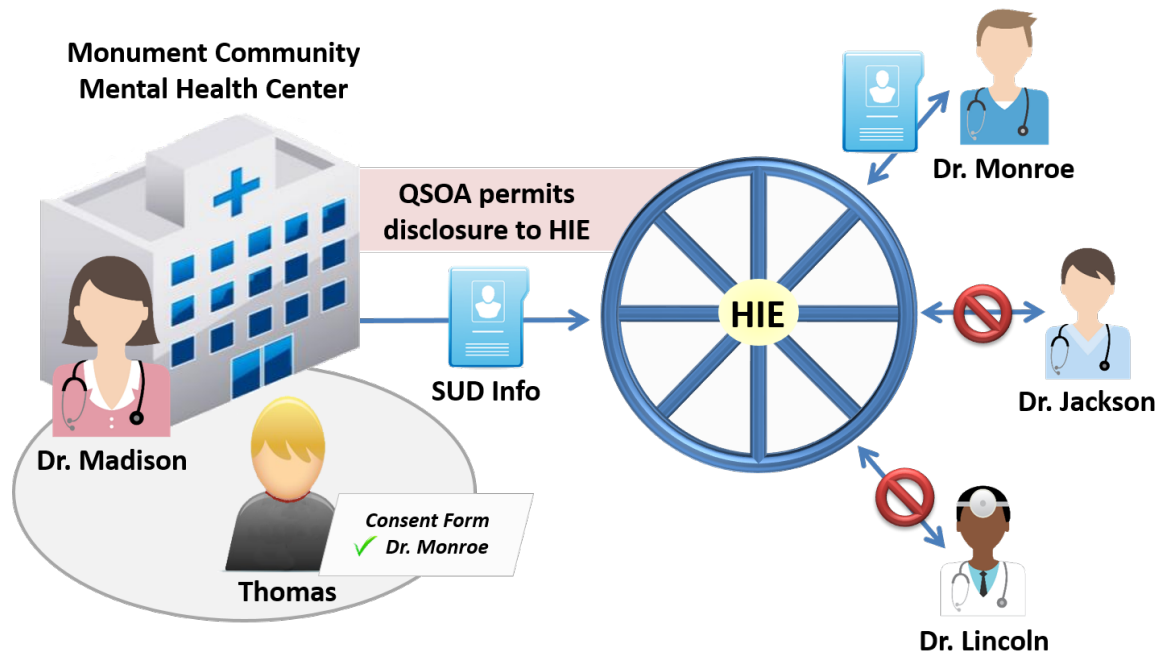 Monument Community
Mental Health Center
QSOA permits
disclosure to HIE
SUD Info
HIE
Dr. Monroe
Dr. Jackson
Dr. Lincoln
Dr. Madison
Consent Form
Dr. Monroe
Thomas